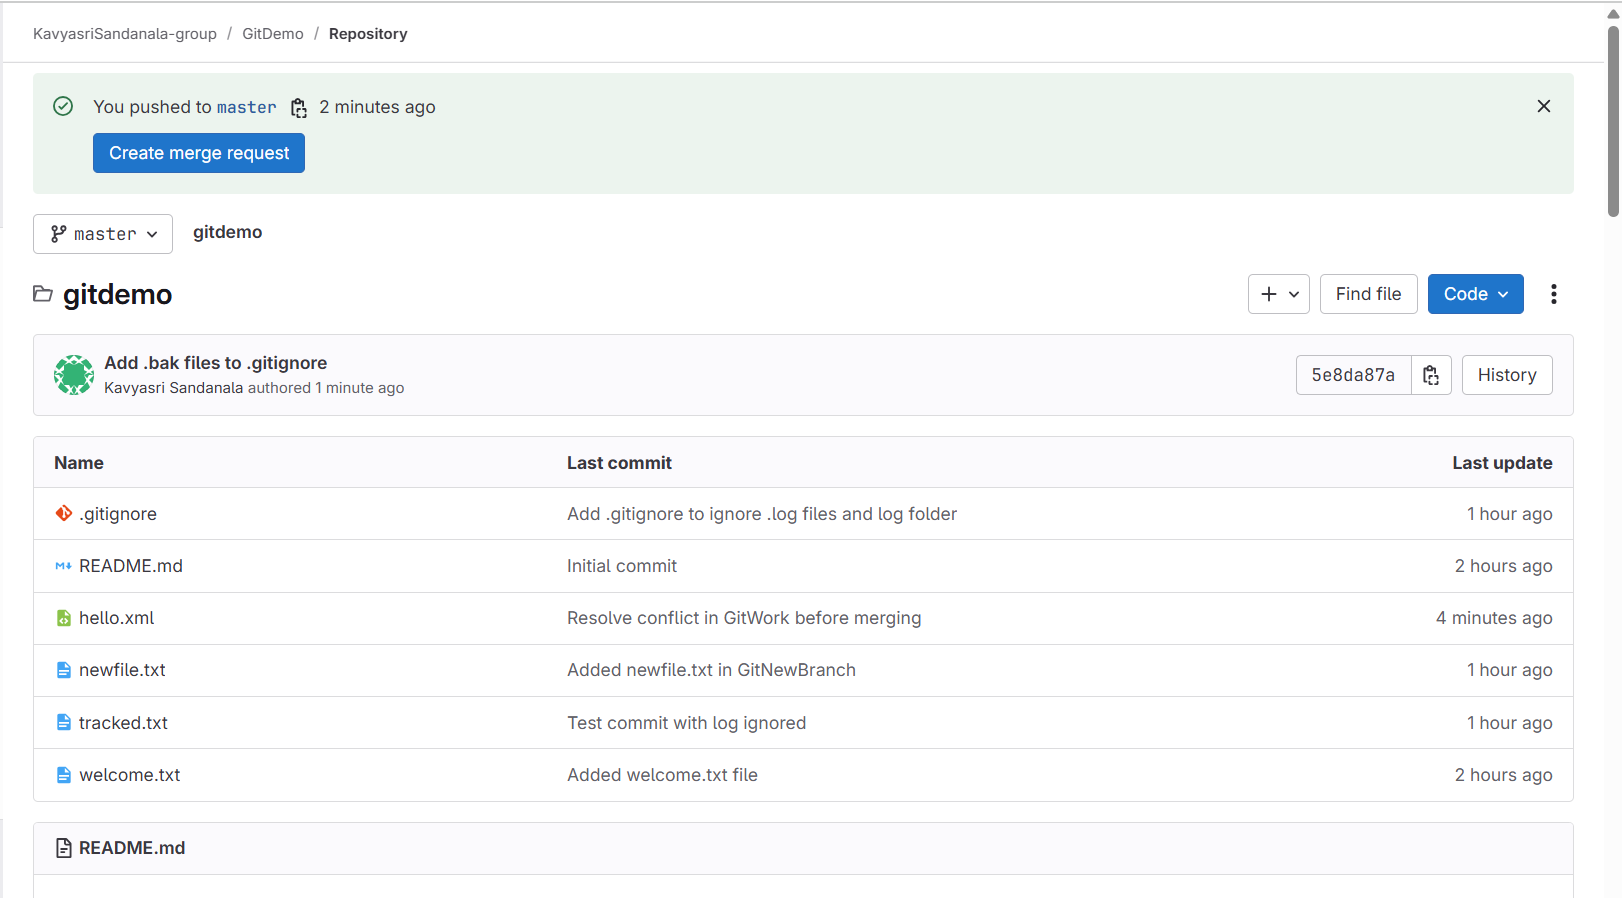 KavyasriSandanala-group / GitDemo / Repository
You pushed to master 2 minutes ago
Create merge request
master gitdemo
gitdemo
Find file Code
Add .bak files to .gitignore
Kavyasri Sandanala authored 1 minute ago
5e8da87a History
Name Last commit Last update
.gitignore Add .gitignore to ignore .log files and log folder 1 hour ago
README.md Initial commit 2 hours ago
hello.xml Resolve conflict in GitWork before merging 4 minutes ago
newfile.txt Added newfile.txt in GitNewBranch 1 hour ago
tracked.txt Test commit with log ignored 1 hour ago
welcome.txt Added welcome.txt file 2 hours ago
README.md